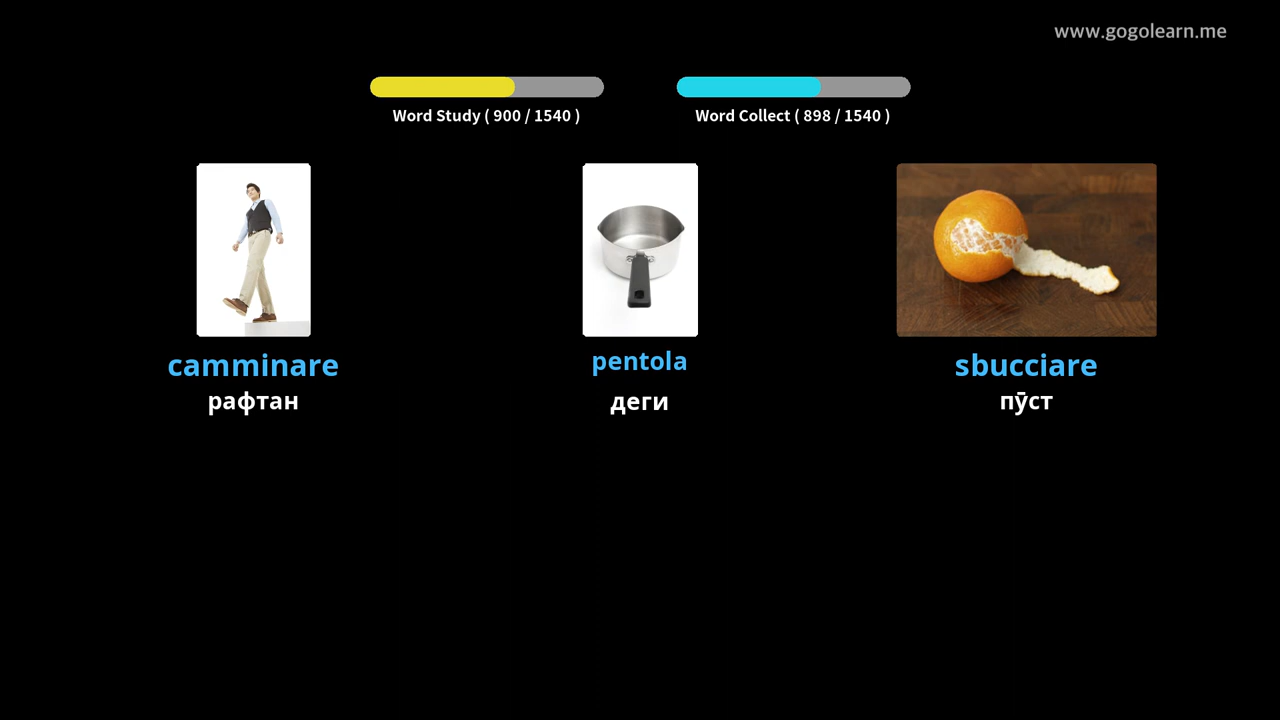 www.gogolearn.me
Word Study ( 900 / 1540 )
Word Collect ( 898 / 1540 )
camminare
рафтан
pentola
деги
sbucciare
пӯст